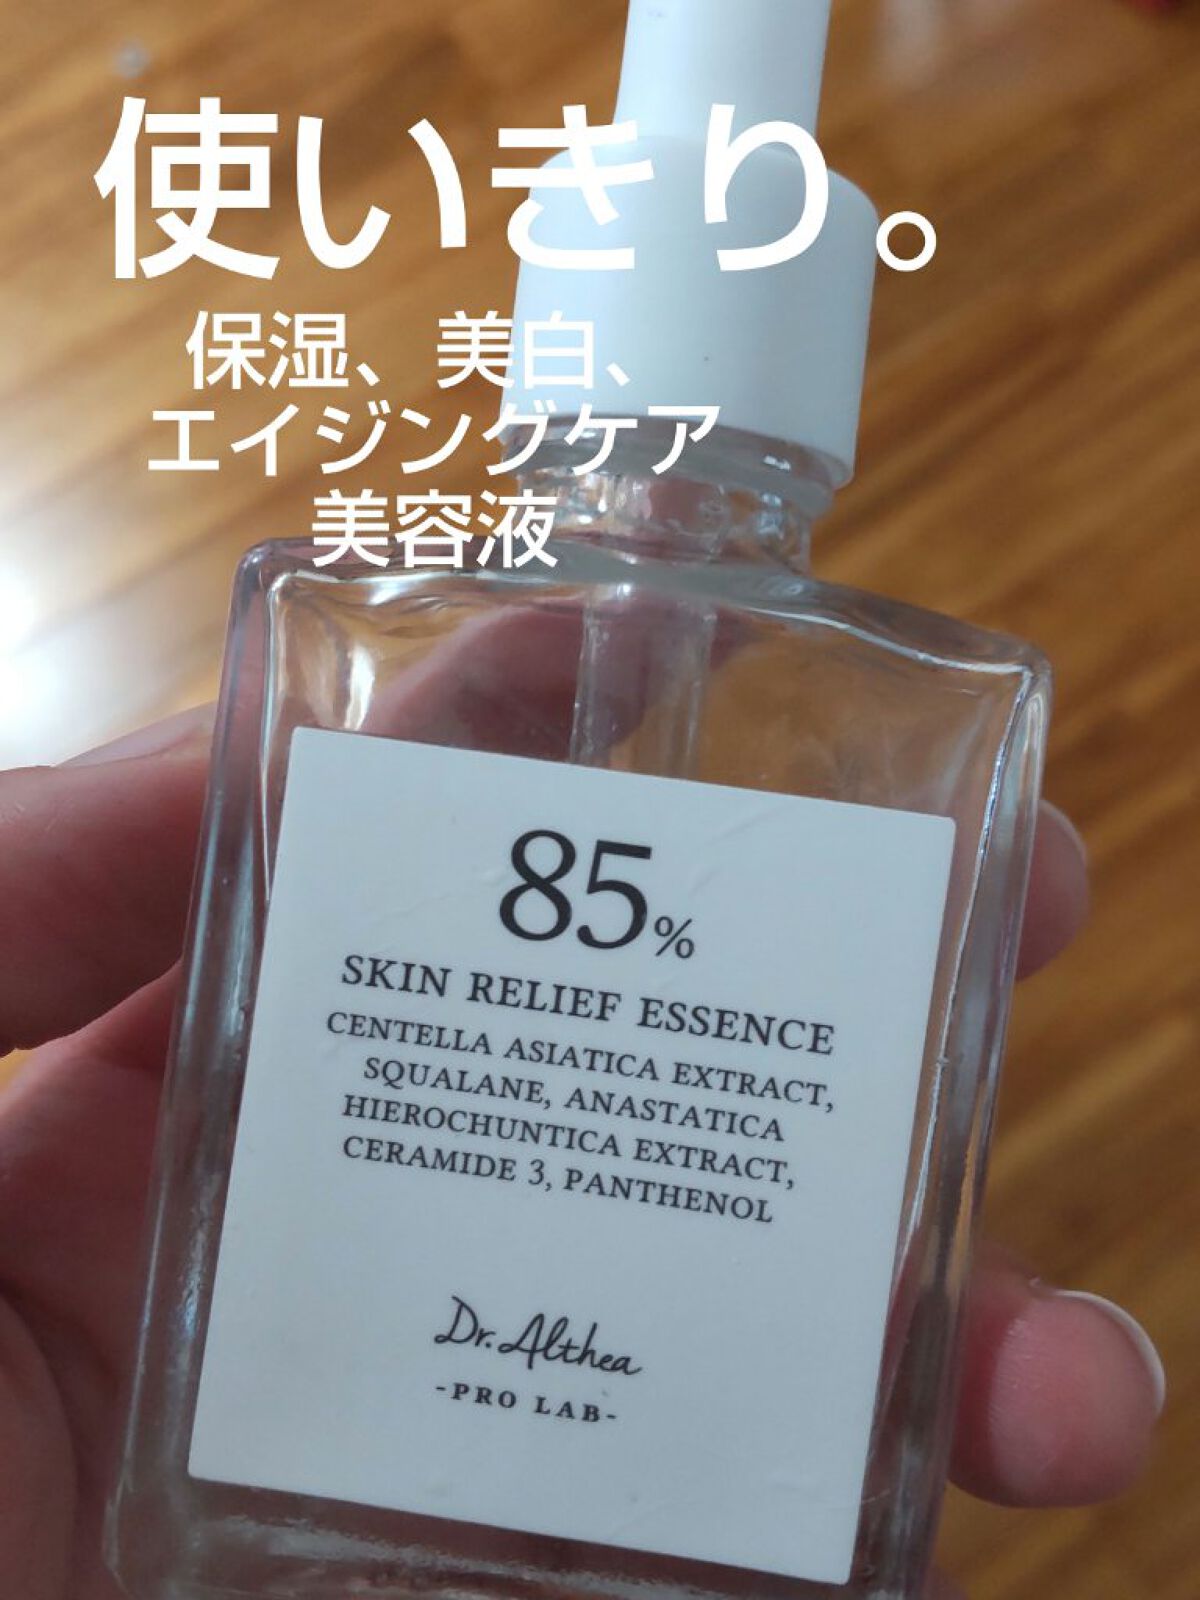 使いきり。
保湿、美白、
エイジングケア
美容液
85%
SKIN RELIEF ESSENCE
CENTELLA ASIATICA EXTRACT,
SQUALANE, ANASTATICA
HIEROCHUNTICA EXTRACT,
CERAMIDE 3, PANTHENOL
Dr. Althea
-PRO LAB-